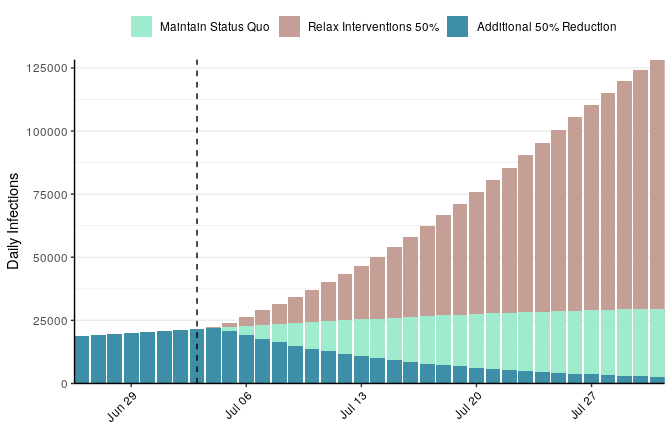 Maintain Status Quo Relax Interventions 50% Additional 50% Reduction
Daily Infections
125000
100000
75000
50000
25000
0
Jun 29 Jul 06 Jul 13 Jul 20 Jul 27